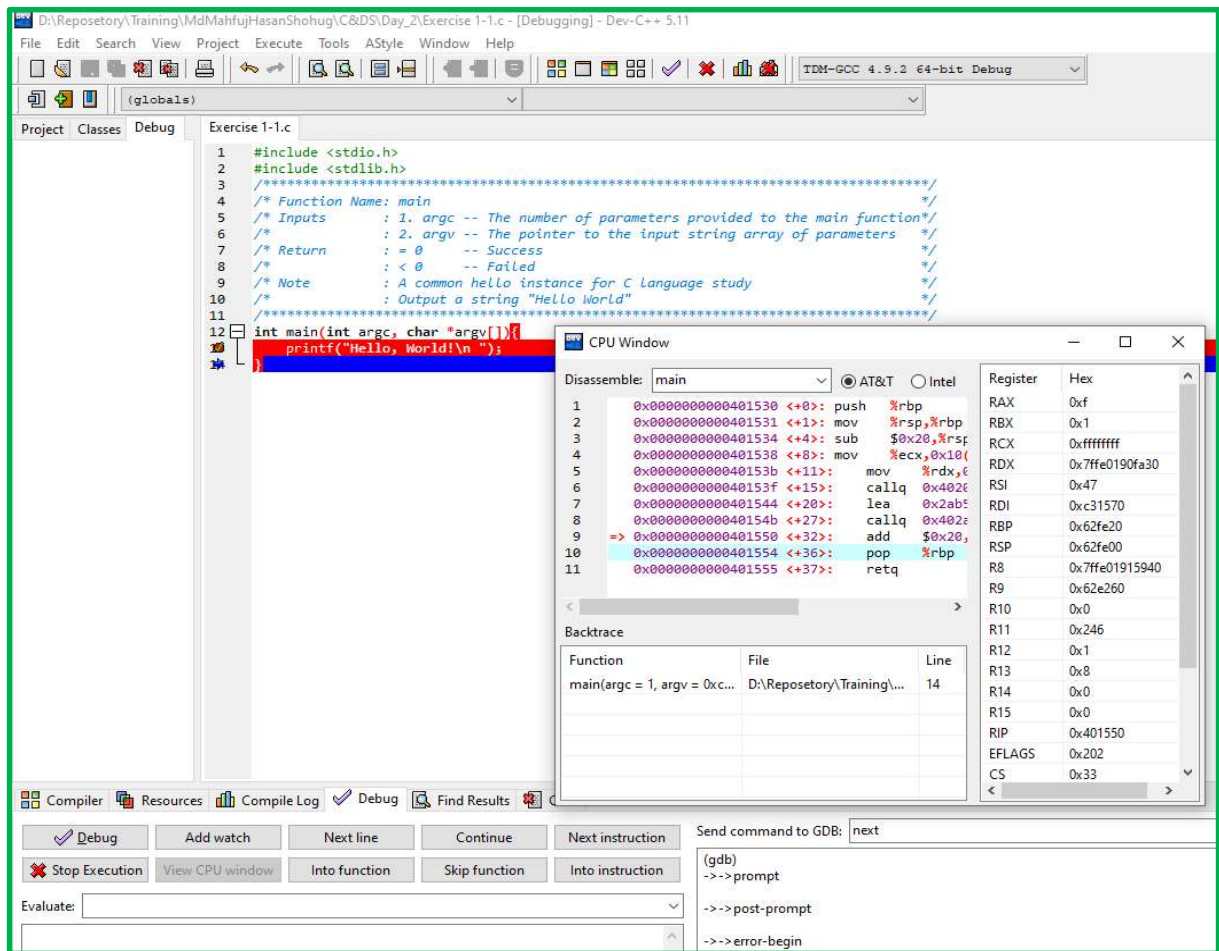 D:\Reposetory\Training\MdMahfujHasanShohug\C&DS\Day_2\Exercise 1-1.c - [Debugging] - Dev-C++ 5.11
File Edit Search View Project Execute Tools AStyle Window Help
TDM-GCC 4.9.2 64-bit Debug
(globals)
Project Classes Debug
Exercise 1-1.c
1 #include <stdio.h>
2 #include <stdlib.h>
3 /***********************************************************************************/
4 /* Function Name: main */
5 /* Inputs : 1. argc -- The number of parameters provided to the main function*/
6 /* : 2. argv -- The pointer to the input string array of parameters */
7 /* Return : = 0 -- Success */
8 /* : < 0 -- Failed */
9 /* Note : A common hello instance for C language study */
10 /* : Output a string "Hello World" */
11 /***********************************************************************************/
12 int main(int argc, char *argv[]){
printf("Hello, World!\n ");
}
CPU Window
Disassemble: main AT&T Intel
1 0x0000000000401530 <+0>: push %rbp
2 0x0000000000401531 <+1>: mov %rsp,%rbp
3 0x0000000000401534 <+4>: sub $0x20,%rsp
4 0x0000000000401538 <+8>: mov %ecx,0x10(
5 0x000000000040153b <+11>: mov %rdx,0
6 0x000000000040153f <+15>: callq 0x4020
7 0x0000000000401544 <+20>: lea 0x2ab5
8 0x000000000040154b <+27>: callq 0x402a
9 => 0x0000000000401550 <+32>: add $0x20,
10 0x0000000000401554 <+36>: pop %rbp
11 0x0000000000401555 <+37>: retq
Backtrace
Function File Line
main(argc = 1, argv = 0xc... D:\Reposetory\Training\... 14
Register Hex
RAX 0xf
RBX 0x1
RCX 0xffffffff
RDX 0x7ffe0190fa30
RSI 0x47
RDI 0xc31570
RBP 0x62fe20
RSP 0x62fe00
R8 0x7ffe01915940
R9 0x62e260
R10 0x0
R11 0x246
R12 0x1
R13 0x8
R14 0x0
R15 0x0
RIP 0x401550
EFLAGS 0x202
CS 0x33
Compiler Resources Compile Log Debug Find Results
Debug Add watch Next line Continue Next instruction
Stop Execution View CPU window Into function Skip function Into instruction
Evaluate:
Send command to GDB: next
(gdb)
->->prompt
->->post-prompt
->->error-begin